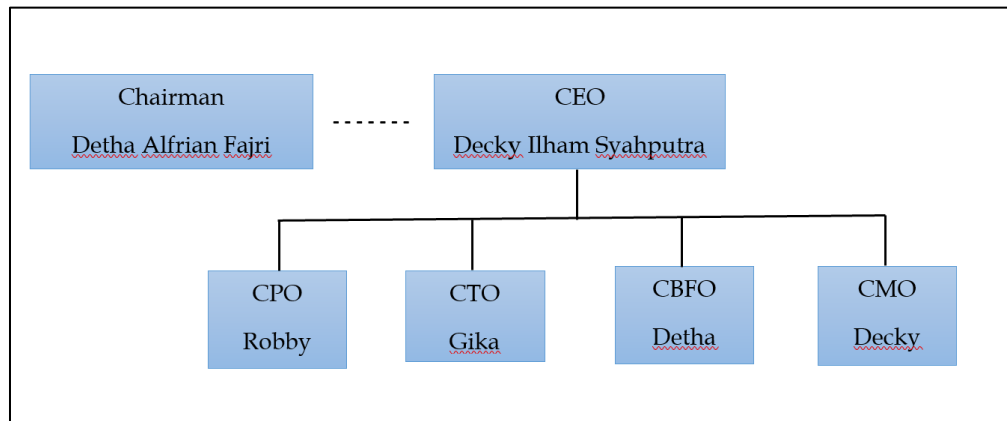 Chairman
Detha Alfrian Fajri
CEO
Decky Ilham Syahputra
CPO
Robby
CTO
Gika
CBFO
Detha
CMO
Decky